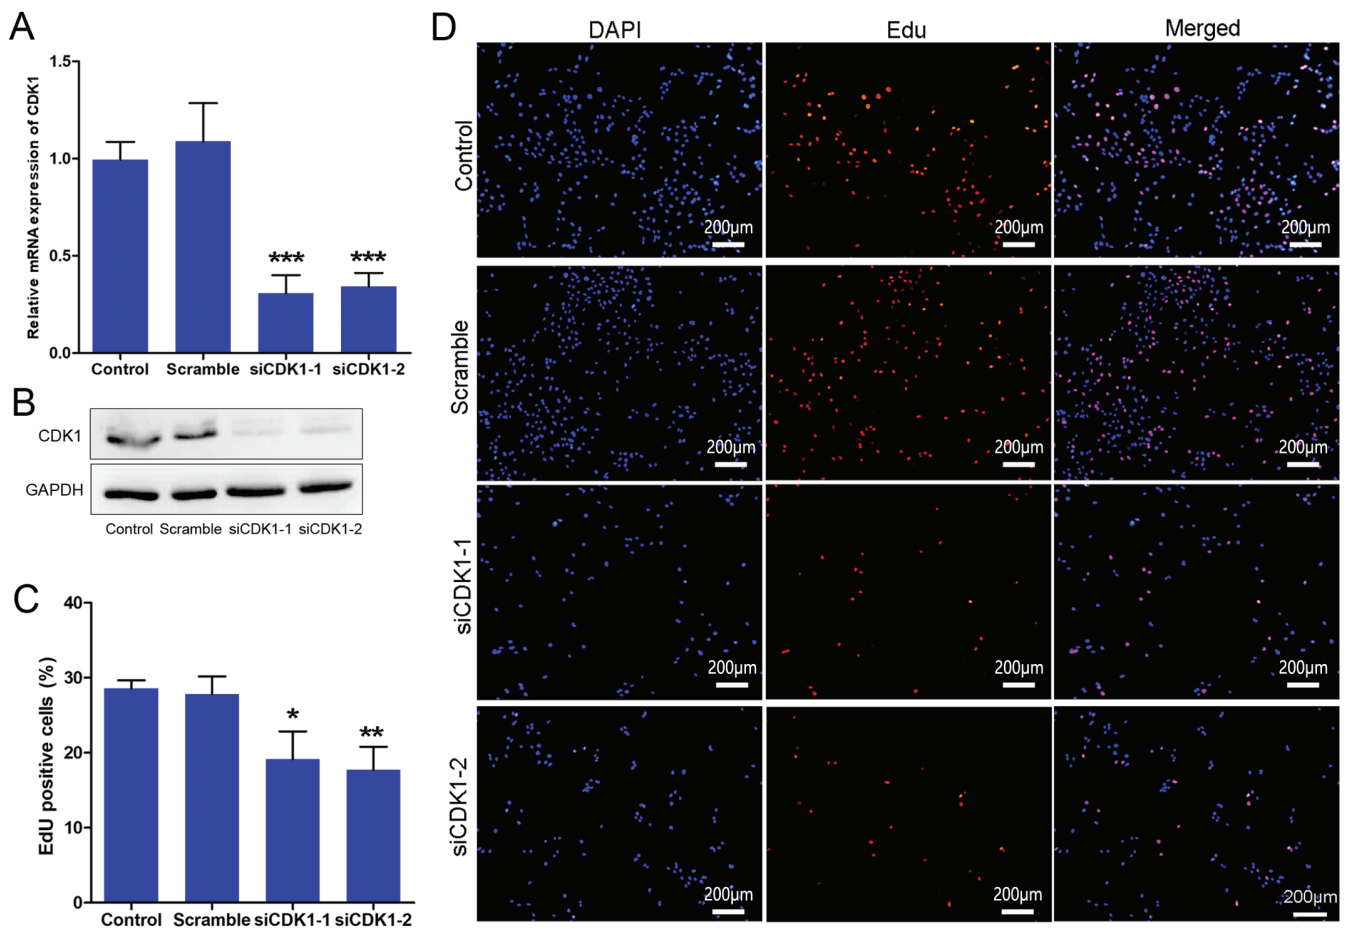 A
Relative mRNA expression of CDK1
1.5
1.0
0.5
0.0
*** ***
Control Scramble siCDK1-1 siCDK1-2
B
CDK1
GAPDH
Control Scramble siCDK1-1 siCDK1-2
C
EdU positive cells (%)
40
30
20
10
0
* **
Control Scramble siCDK1-1 siCDK1-2
D
DAPI Edu Merged
Control
200μm 200μm 200μm
Scramble
200μm 200μm 200μm
siCDK1-1
200μm 200μm 200μm
siCDK1-2
200μm 200μm 200μm